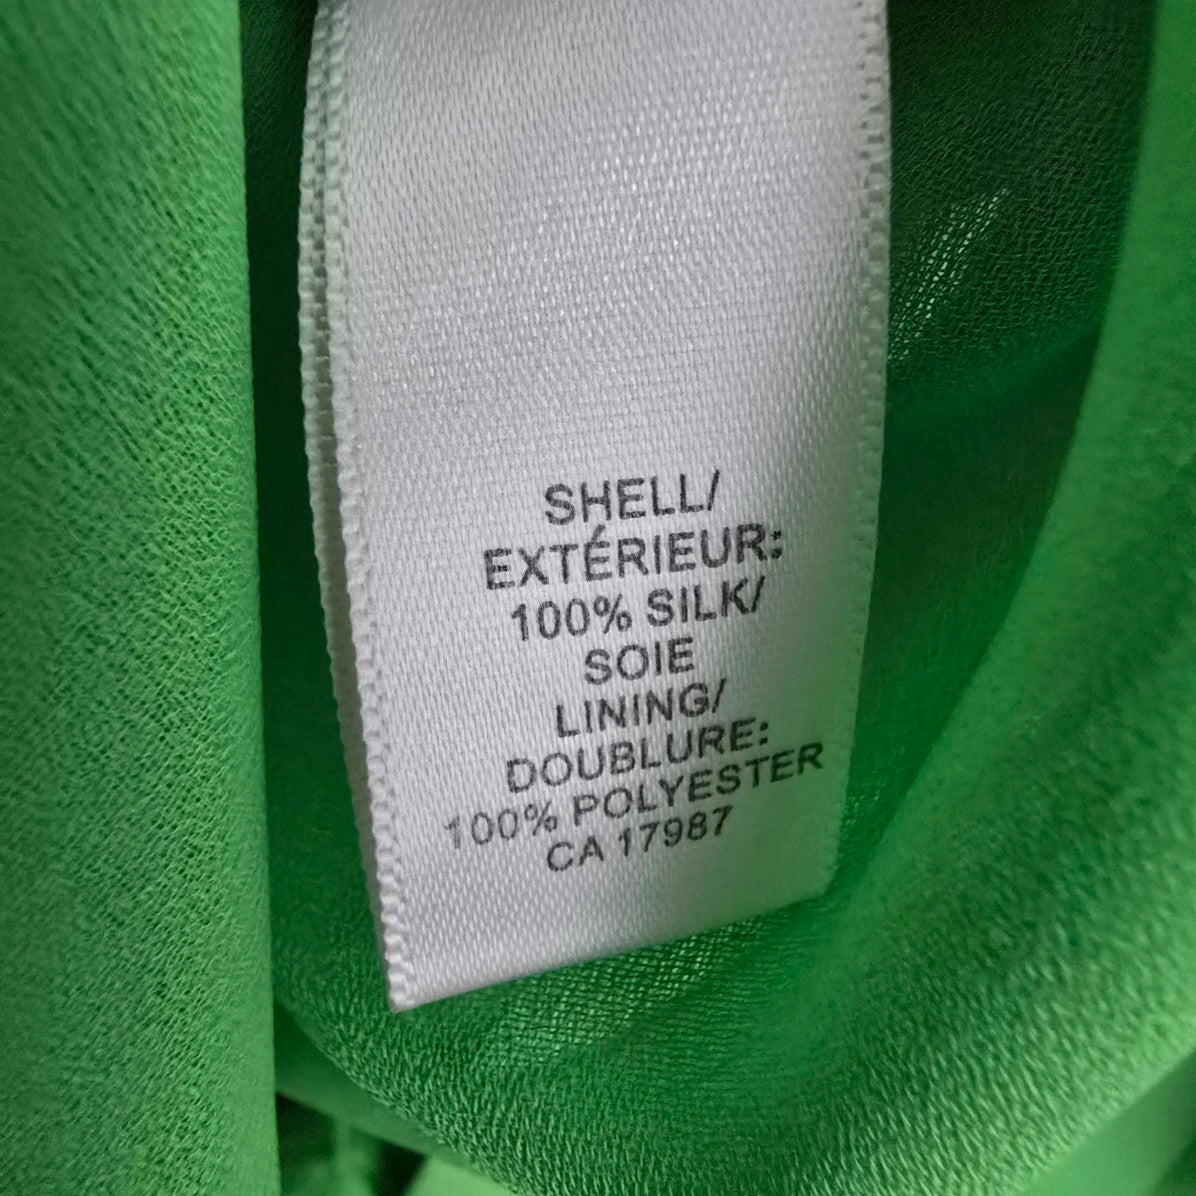 SHELL/
EXTÉRIEUR:
100% SILK/
SOIE
LINING/
DOUBLURE:
100% POLYESTER
CA 17987